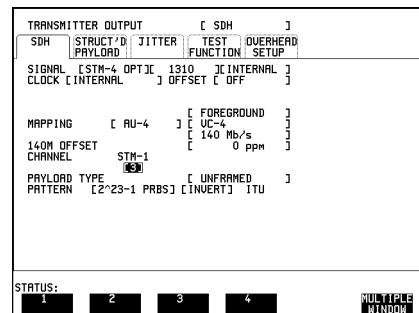 TRANSMITTER OUTPUT [ SDH ]
SDH STRUCT'D PAYLOAD JITTER TEST FUNCTION OVERHEAD SETUP
SIGNAL [STM-4 OPT][ 1310 ][INTERNAL ]
CLOCK [INTERNAL ] OFFSET [ OFF ]
[ FOREGROUND ]
MAPPING [ AU-4 ] [ VC-4 ]
[ 140 Mb/s ]
140M OFFSET [ 0 PPM ]
CHANNEL STM-1
[3]
PAYLOAD TYPE [ UNFRAMED ]
PATTERN [2^23-1 PRBS] [INVERT] ITU
STATUS:
1 2 3 4 MULTIPLE WINDOW